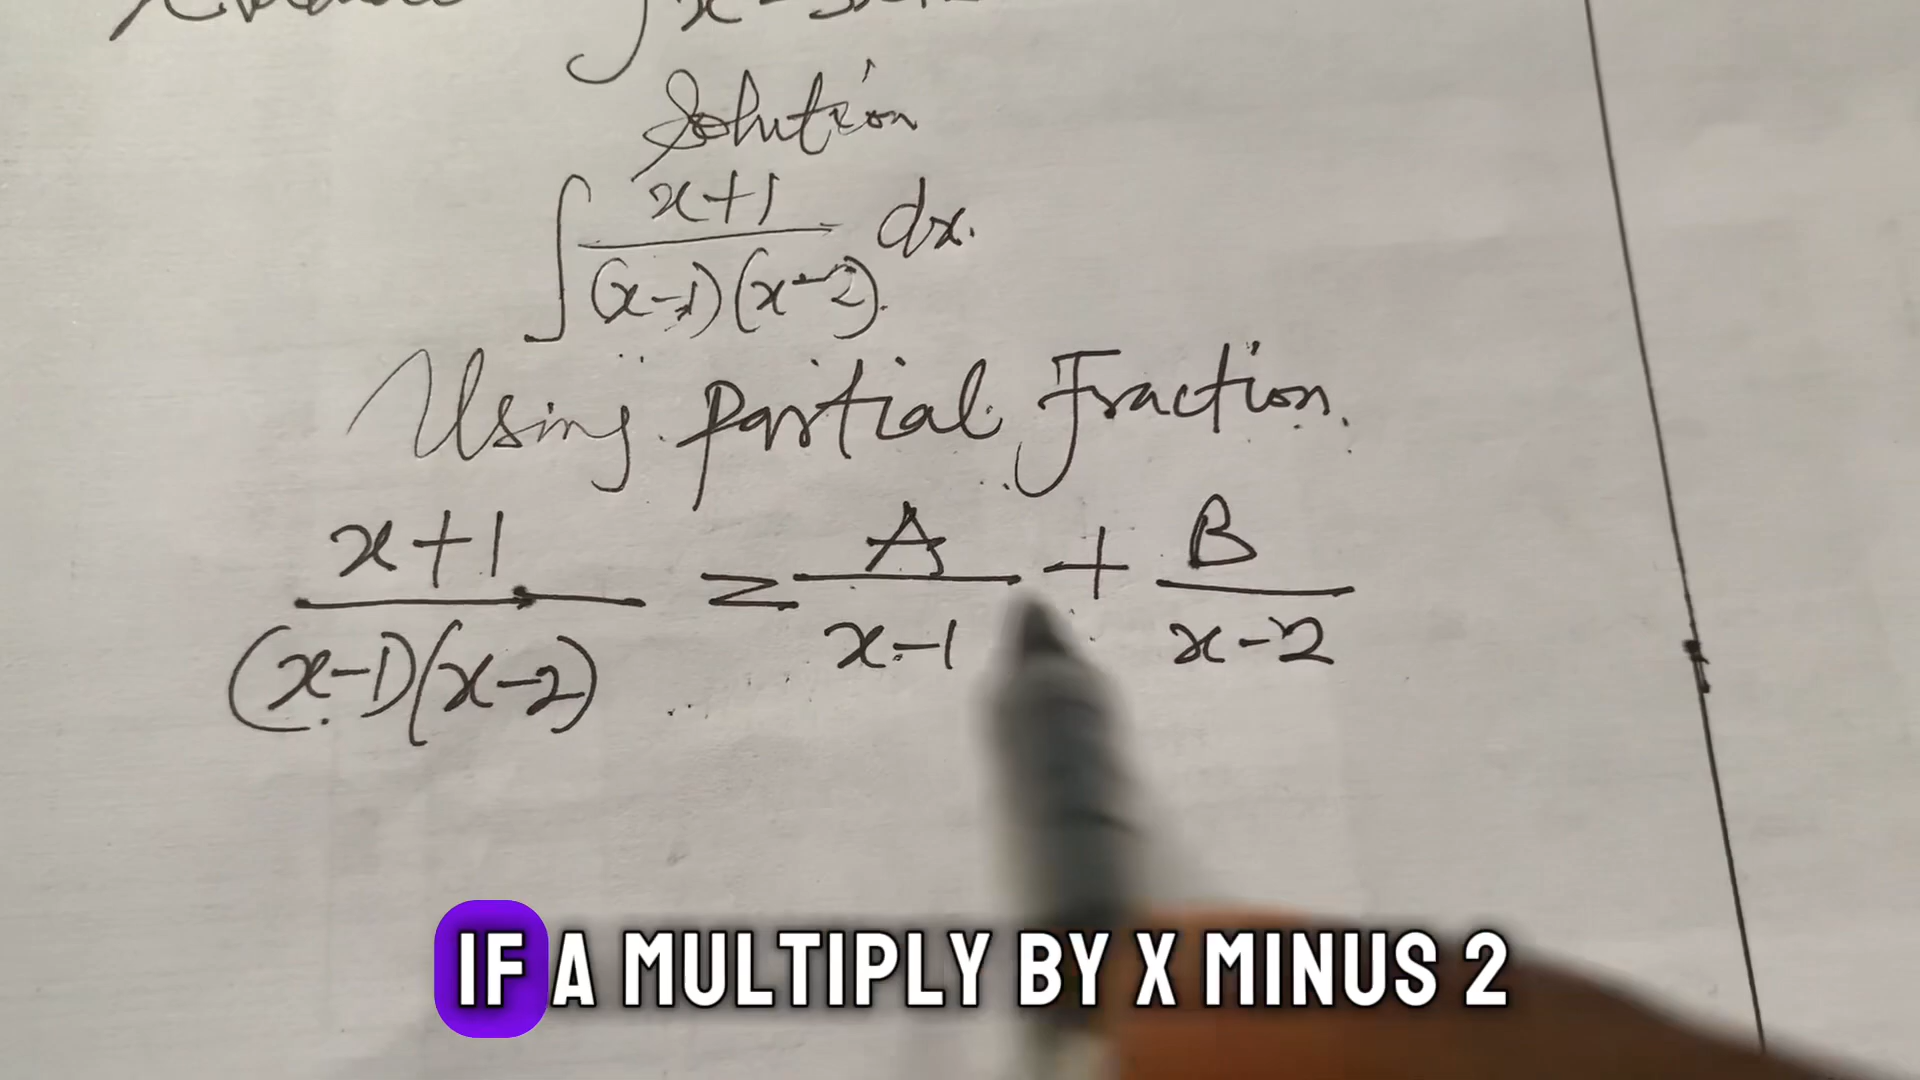 Solution
∫ x+1 / (x-1)(x-2) dx.
Using Partial Fraction.
x+1 / (x-1)(x-2) = A / x-1 + B / x-2
IF A MULTIPLY BY X MINUS 2